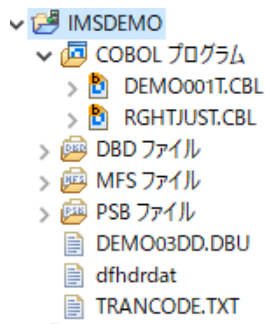 IMSDEMO
COBOL プログラム
DEMO001T.CBL
RGHTJUST.CBL
DBD ファイル
MFS ファイル
PSB ファイル
DEMO03DD.DBU
dfhdrdat
TRANCODE.TXT